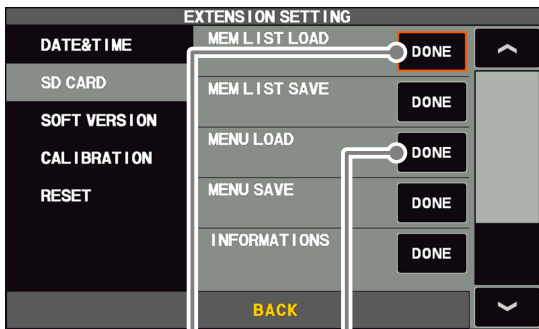 EXTENSION SETTING
DATE&TIME
SD CARD
SOFT VERSION
CALIBRATION
RESET
MEM LIST LOAD DONE
MEM LIST SAVE DONE
MENU LOAD DONE
MENU SAVE DONE
INFORMATIONS DONE
BACK